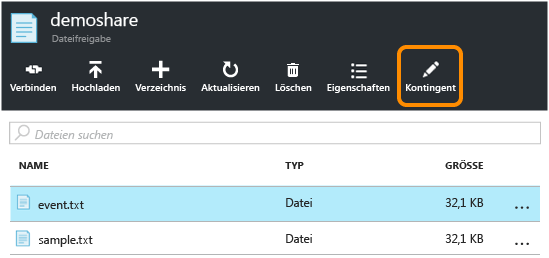 demoshare
Dateifreigabe
Verbinden Hochladen Verzeichnis Aktualisieren Löschen Eigenschaften Kontingent
Dateien suchen
NAME TYP GRÖSSE
event.txt Datei 32,1 KB ...
sample.txt Datei 32,1 KB ...